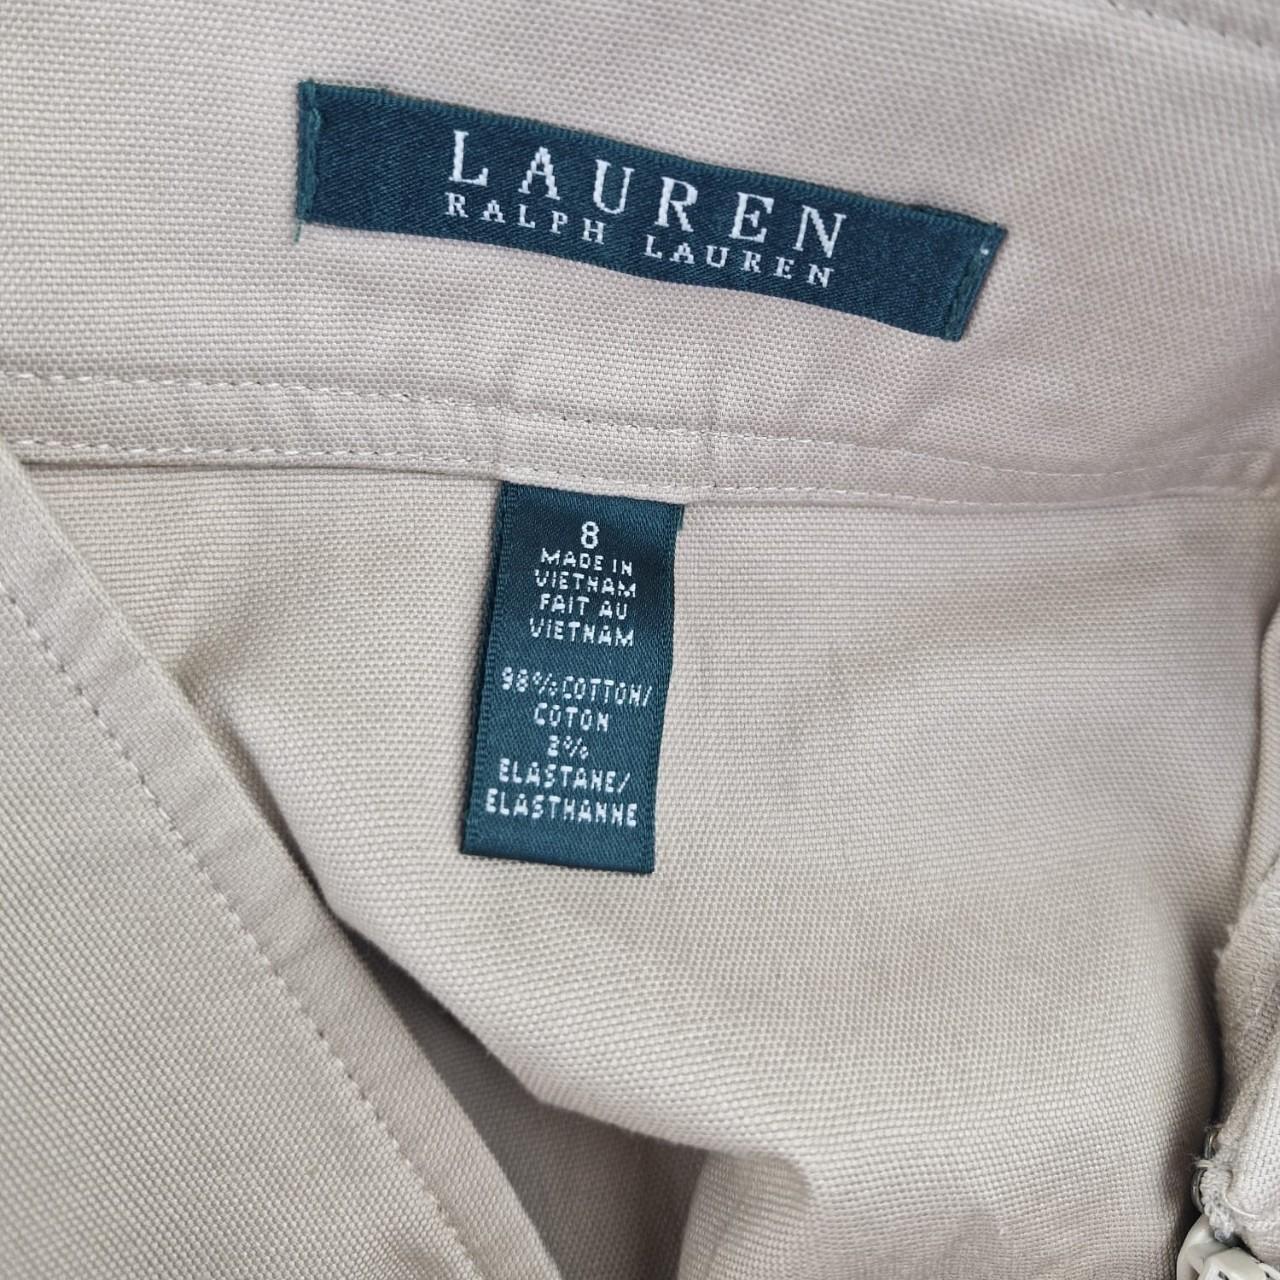 LAUREN
RALPH LAUREN
8
MADE IN
VIETNAM
FAIT AU
VIETNAM
98% COTTON/
COTON
2%
ELASTANE/
ELASTHANNE